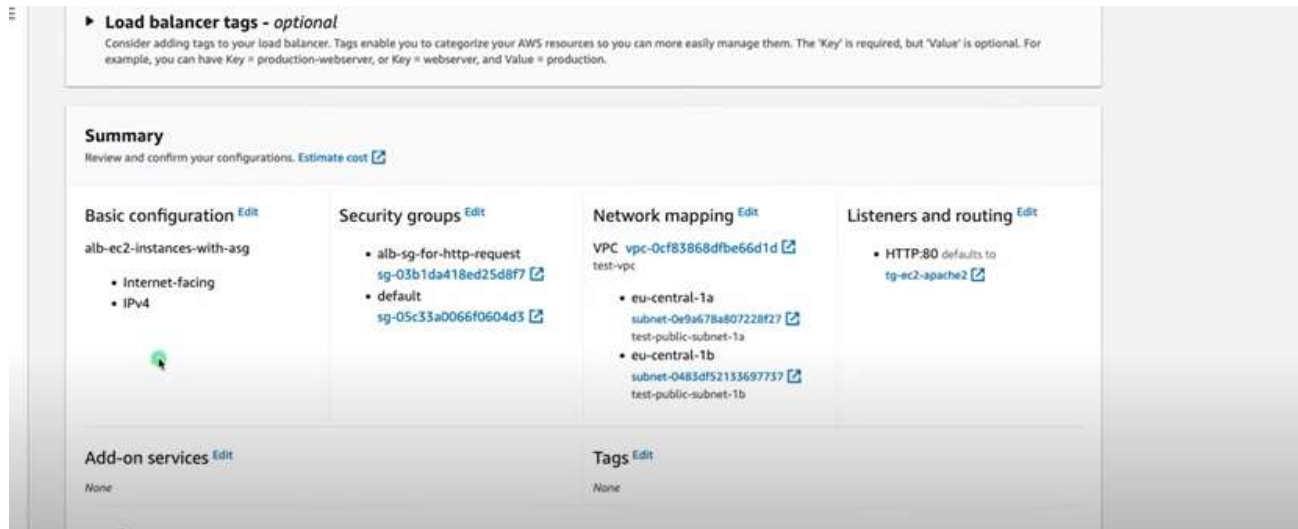 Load balancer tags - optional
Consider adding tags to your load balancer. Tags enable you to categorize your AWS resources so you can more easily manage them. The 'Key' is required, but 'Value' is optional. For
example, you can have Key = production-webserver, or Key = webserver, and Value = production.
Summary
Review and confirm your configurations. Estimate cost
Basic configuration Edit
alb-ec2-instances-with-asg
• Internet-facing
• IPv4
Security groups Edit
• alb-sg-for-http-request
sg-03b1da418ed25d8f7
• default
sg-05c33a0066f0604d3
Network mapping Edit
VPC vpc-0cf83868dfbe66d1d
test-vpc
• eu-central-1a
subnet-0e9a678a807228f27
test-public-subnet-1a
• eu-central-1b
subnet-0483df52133697737
test-public-subnet-1b
Listeners and routing Edit
• HTTP:80 defaults to
tg-ec2-apache2
Add-on services Edit
None
Tags Edit
None